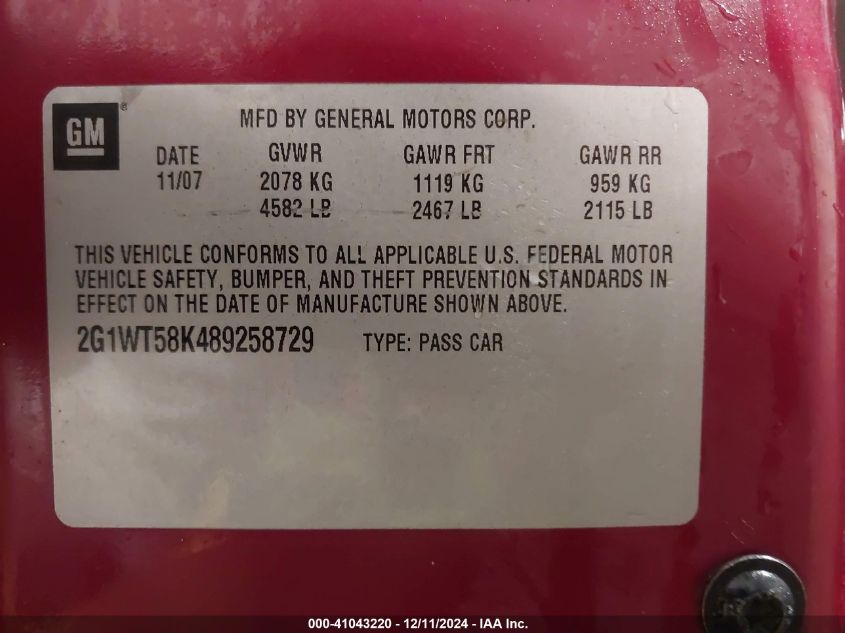 GM ®
MFD BY GENERAL MOTORS CORP.
DATE GVWR GAWR FRT GAWR RR
11/07 2078 KG 1119 KG 959 KG
4582 LB 2467 LB 2115 LB
THIS VEHICLE CONFORMS TO ALL APPLICABLE U.S. FEDERAL MOTOR
VEHICLE SAFETY, BUMPER, AND THEFT PREVENTION STANDARDS IN
EFFECT ON THE DATE OF MANUFACTURE SHOWN ABOVE.
2G1WT58K489258729 TYPE: PASS CAR
000-41043220 - 12/11/2024 - IAA Inc.